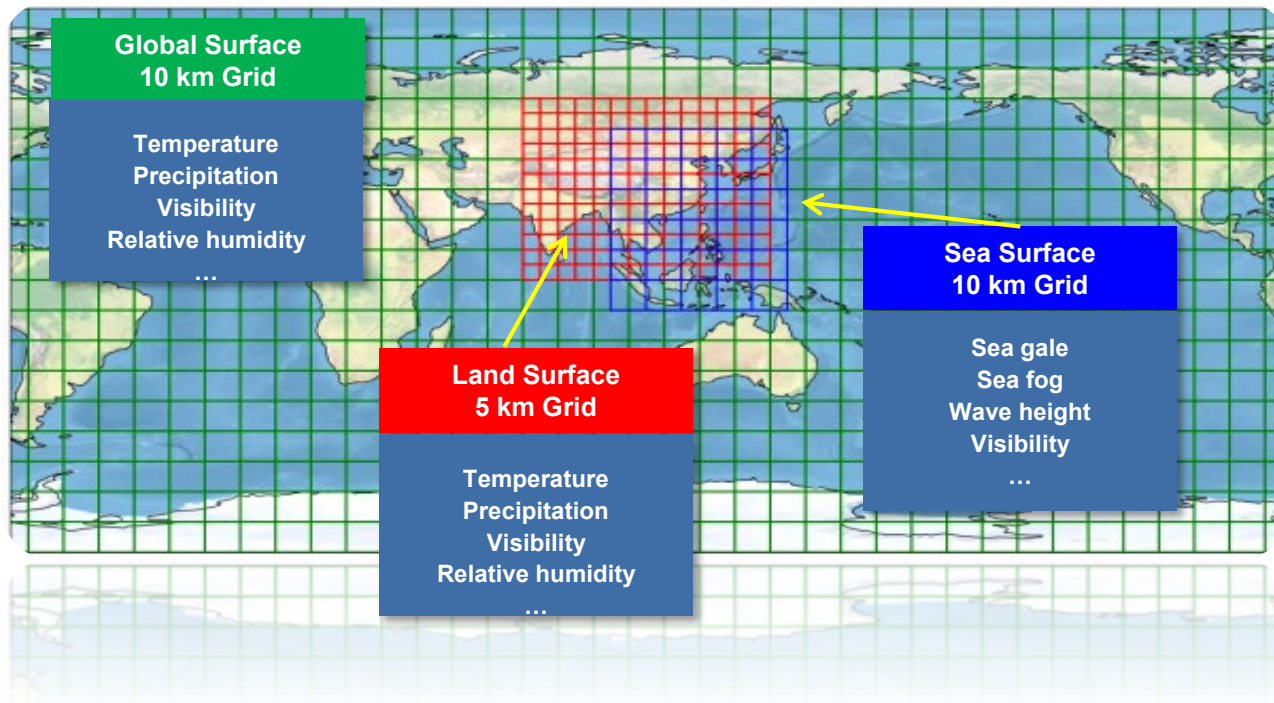 Global Surface
10 km Grid
Temperature
Precipitation
Visibility
Relative humidity
…
Land Surface
5 km Grid
Temperature
Precipitation
Visibility
Relative humidity
…
Sea Surface
10 km Grid
Sea gale
Sea fog
Wave height
Visibility
…